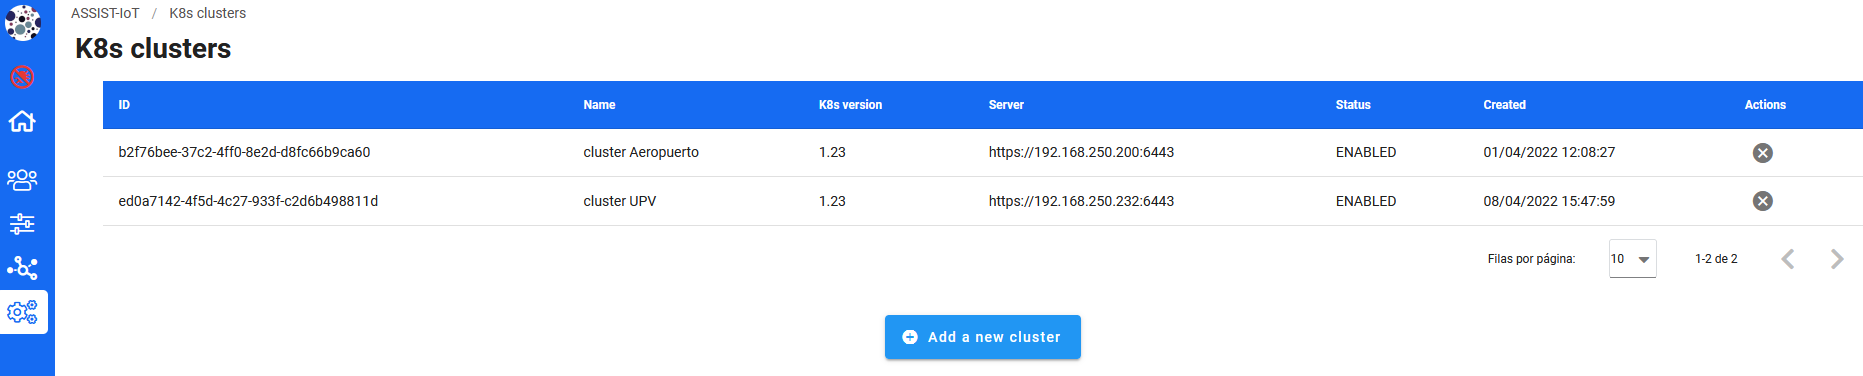 ASSIST-IoT / K8s clusters
K8s clusters
ID Name K8s version Server Status Created Actions
b2f76bee-37c2-4ff0-8e2d-d8fc66b9ca60 cluster Aeropuerto 1.23 https://192.168.250.200:6443 ENABLED 01/04/2022 12:08:27
ed0a7142-4f5d-4c27-933f-c2d6b498811d cluster UPV 1.23 https://192.168.250.232:6443 ENABLED 08/04/2022 15:47:59
Filas por página: 10 1-2 de 2
Add a new cluster